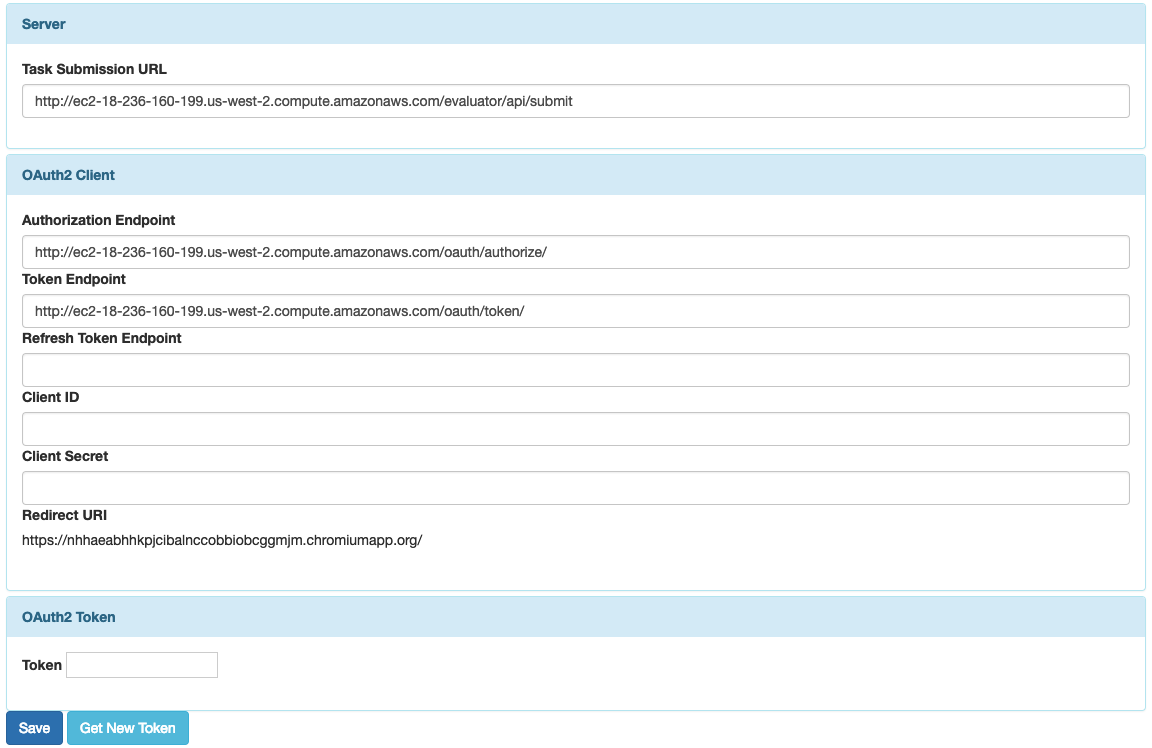 Server
Task Submission URL
http://ec2-18-236-160-199.us-west-2.compute.amazonaws.com/evaluator/api/submit
OAuth2 Client
Authorization Endpoint
http://ec2-18-236-160-199.us-west-2.compute.amazonaws.com/oauth/authorize/
Token Endpoint
http://ec2-18-236-160-199.us-west-2.compute.amazonaws.com/oauth/token/
Refresh Token Endpoint
Client ID
Client Secret
Redirect URI
https://nhhaeabhhkpjcibalnccobbiobcggmjm.chromiumapp.org/
OAuth2 Token
Token
Save Get New Token